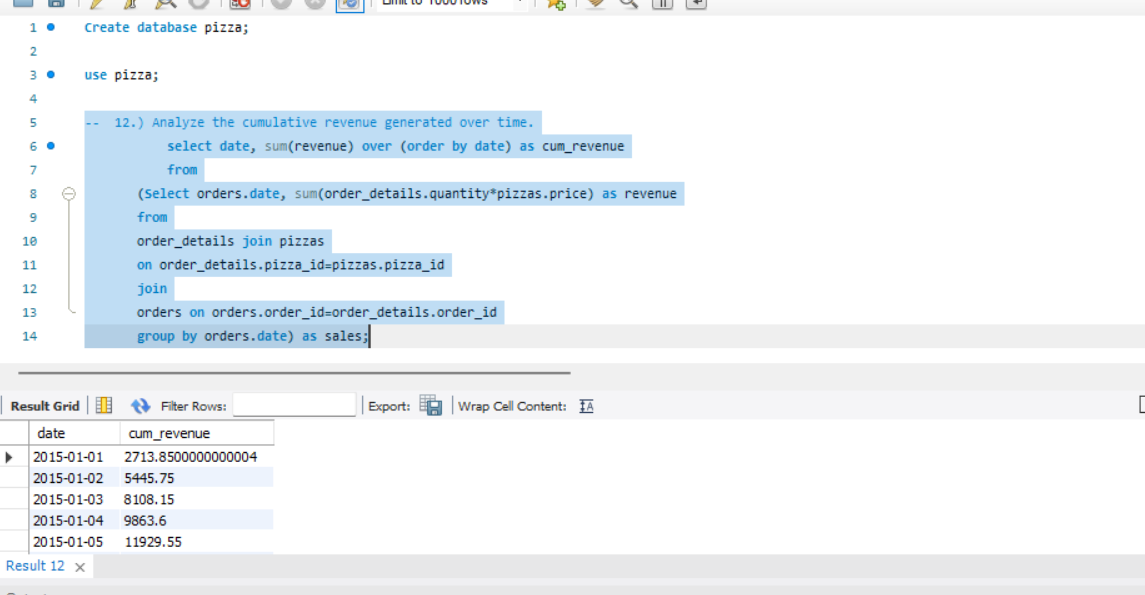 Limit to 1000 rows
1 Create database pizza;
2
3 use pizza;
4
5 -- 12.) Analyze the cumulative revenue generated over time.
6 select date, sum(revenue) over (order by date) as cum_revenue
7 from
8 (Select orders.date, sum(order_details.quantity*pizzas.price) as revenue
9 from
10 order_details join pizzas
11 on order_details.pizza_id=pizzas.pizza_id
12 join
13 orders on orders.order_id=order_details.order_id
14 group by orders.date) as sales;
Result Grid Filter Rows: Export: Wrap Cell Content: IA
date cum_revenue
2015-01-01 2713.8500000000004
2015-01-02 5445.75
2015-01-03 8108.15
2015-01-04 9863.6
2015-01-05 11929.55
Result 12 ×